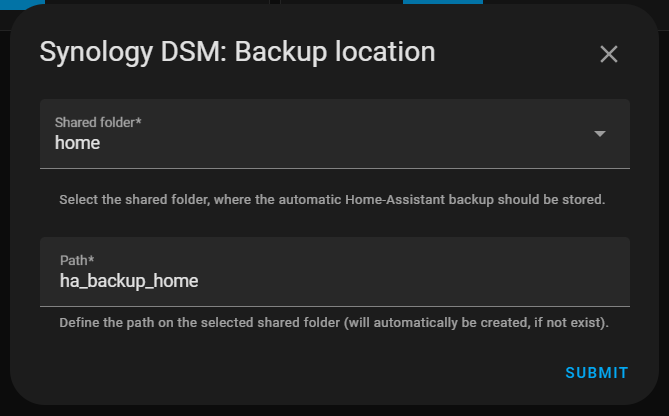 Synology DSM: Backup location
Shared folder*
home
Select the shared folder, where the automatic Home-Assistant backup should be stored.
Path*
ha_backup_home
Define the path on the selected shared folder (will automatically be created, if not exist).
SUBMIT